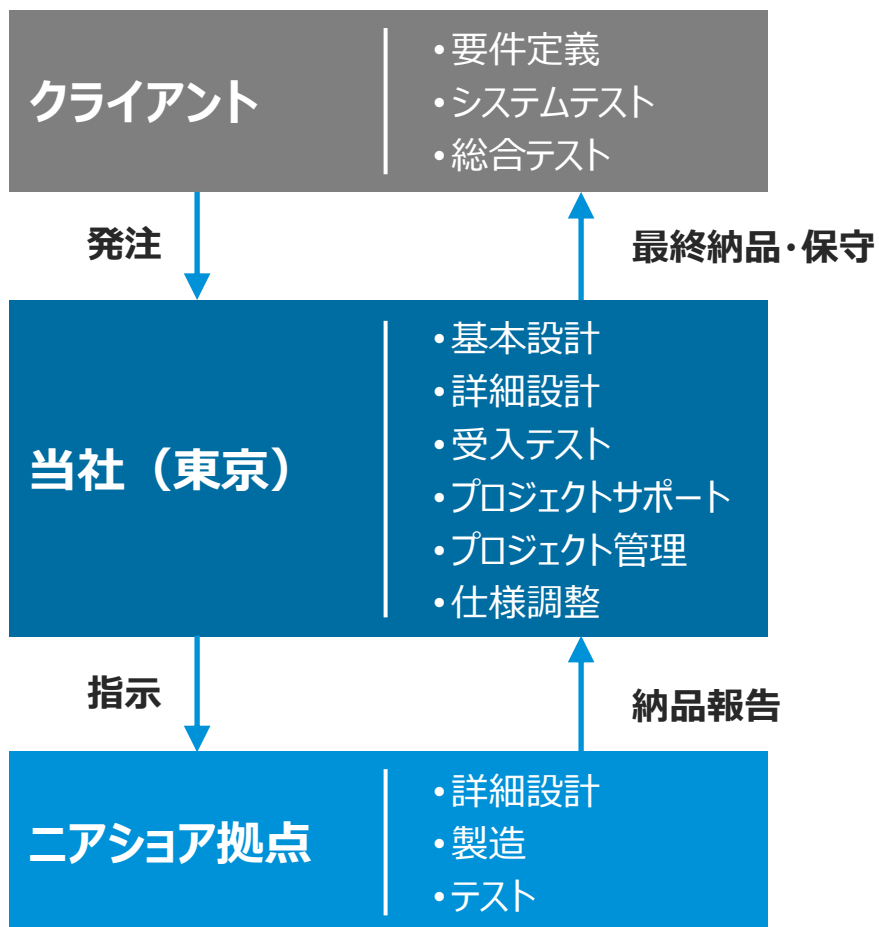 クライアント
・要件定義
・システムテスト
・総合テスト
発注
最終納品・保守
当社（東京）
・基本設計
・詳細設計
・受入テスト
・プロジェクトサポート
・プロジェクト管理
・仕様調整
指示
納品報告
ニアショア拠点
・詳細設計
・製造
・テスト